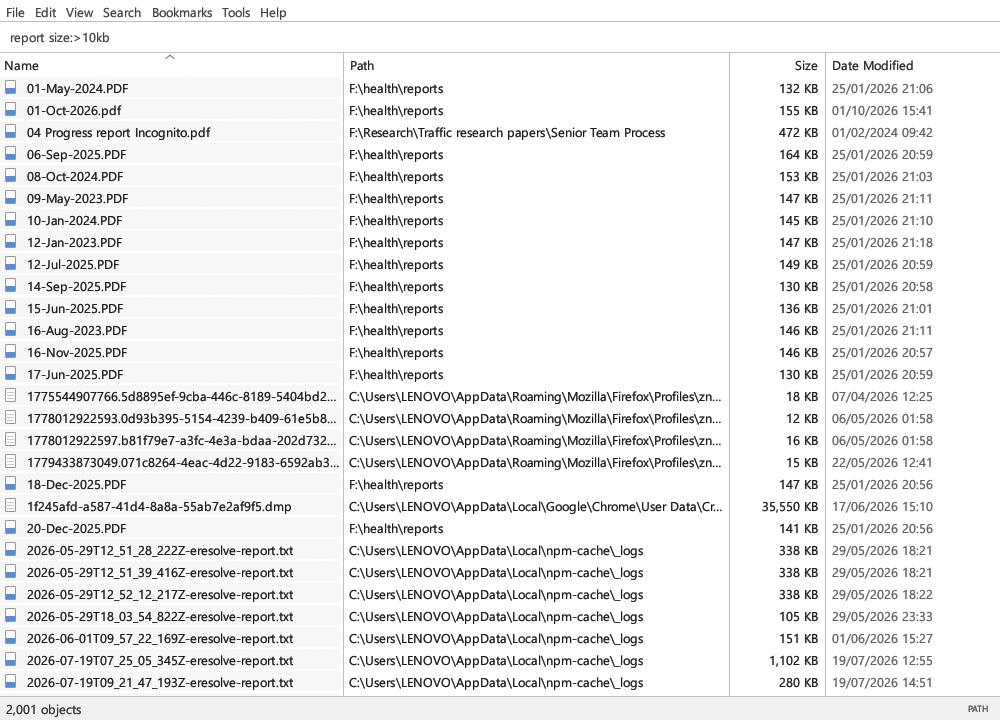 File Edit View Search Bookmarks Tools Help
report size:>10kb
Name Path Size Date Modified
01-May-2024.PDF F:\health\reports 132 KB 25/01/2026 21:06
01-Oct-2026.pdf F:\health\reports 155 KB 01/10/2026 15:41
04 Progress report Incognito.pdf F:\Research\Traffic research papers\Senior Team Process 472 KB 01/02/2024 09:42
06-Sep-2025.PDF F:\health\reports 164 KB 25/01/2026 20:59
08-Oct-2024.PDF F:\health\reports 153 KB 25/01/2026 21:03
09-May-2023.PDF F:\health\reports 147 KB 25/01/2026 21:11
10-Jan-2024.PDF F:\health\reports 145 KB 25/01/2026 21:10
12-Jan-2023.PDF F:\health\reports 147 KB 25/01/2026 21:18
12-Jul-2025.PDF F:\health\reports 149 KB 25/01/2026 20:59
14-Sep-2025.PDF F:\health\reports 130 KB 25/01/2026 20:58
15-Jun-2025.PDF F:\health\reports 136 KB 25/01/2026 21:01
16-Aug-2023.PDF F:\health\reports 146 KB 25/01/2026 21:11
16-Nov-2025.PDF F:\health\reports 146 KB 25/01/2026 20:57
17-Jun-2025.PDF F:\health\reports 130 KB 25/01/2026 20:59
1775544907766.5d8895ef-9cba-446c-8189-5404bd2... C:\Users\LENOVO\AppData\Roaming\Mozilla\Firefox\Profiles\zn... 18 KB 07/04/2026 12:25
1778012922593.0d93b395-5154-4239-b409-61e5b8... C:\Users\LENOVO\AppData\Roaming\Mozilla\Firefox\Profiles\zn... 12 KB 06/05/2026 01:58
1778012922597.b81f79e7-a3fc-4e3a-bdaa-202d732... C:\Users\LENOVO\AppData\Roaming\Mozilla\Firefox\Profiles\zn... 16 KB 06/05/2026 01:58
1779433873049.071c8264-4eac-4d22-9183-6592ab3... C:\Users\LENOVO\AppData\Roaming\Mozilla\Firefox\Profiles\zn... 15 KB 22/05/2026 12:41
18-Dec-2025.PDF F:\health\reports 147 KB 25/01/2026 20:56
1f245afd-a587-41d4-8a8a-55ab7e2af9f5.dmp C:\Users\LENOVO\AppData\Local\Google\Chrome\User Data\Cr... 35,550 KB 17/06/2026 15:10
20-Dec-2025.PDF F:\health\reports 141 KB 25/01/2026 20:56
2026-05-29T12_51_28_222Z-eresolve-report.txt C:\Users\LENOVO\AppData\Local\npm-cache\_logs 338 KB 29/05/2026 18:21
2026-05-29T12_51_39_416Z-eresolve-report.txt C:\Users\LENOVO\AppData\Local\npm-cache\_logs 338 KB 29/05/2026 18:21
2026-05-29T12_52_12_217Z-eresolve-report.txt C:\Users\LENOVO\AppData\Local\npm-cache\_logs 338 KB 29/05/2026 18:22
2026-05-29T18_03_54_822Z-eresolve-report.txt C:\Users\LENOVO\AppData\Local\npm-cache\_logs 105 KB 29/05/2026 23:33
2026-06-01T09_57_22_169Z-eresolve-report.txt C:\Users\LENOVO\AppData\Local\npm-cache\_logs 151 KB 01/06/2026 15:27
2026-07-19T07_25_05_345Z-eresolve-report.txt C:\Users\LENOVO\AppData\Local\npm-cache\_logs 1,102 KB 19/07/2026 12:55
2026-07-19T09_21_47_193Z-eresolve-report.txt C:\Users\LENOVO\AppData\Local\npm-cache\_logs 280 KB 19/07/2026 14:51
2,001 objects PATH